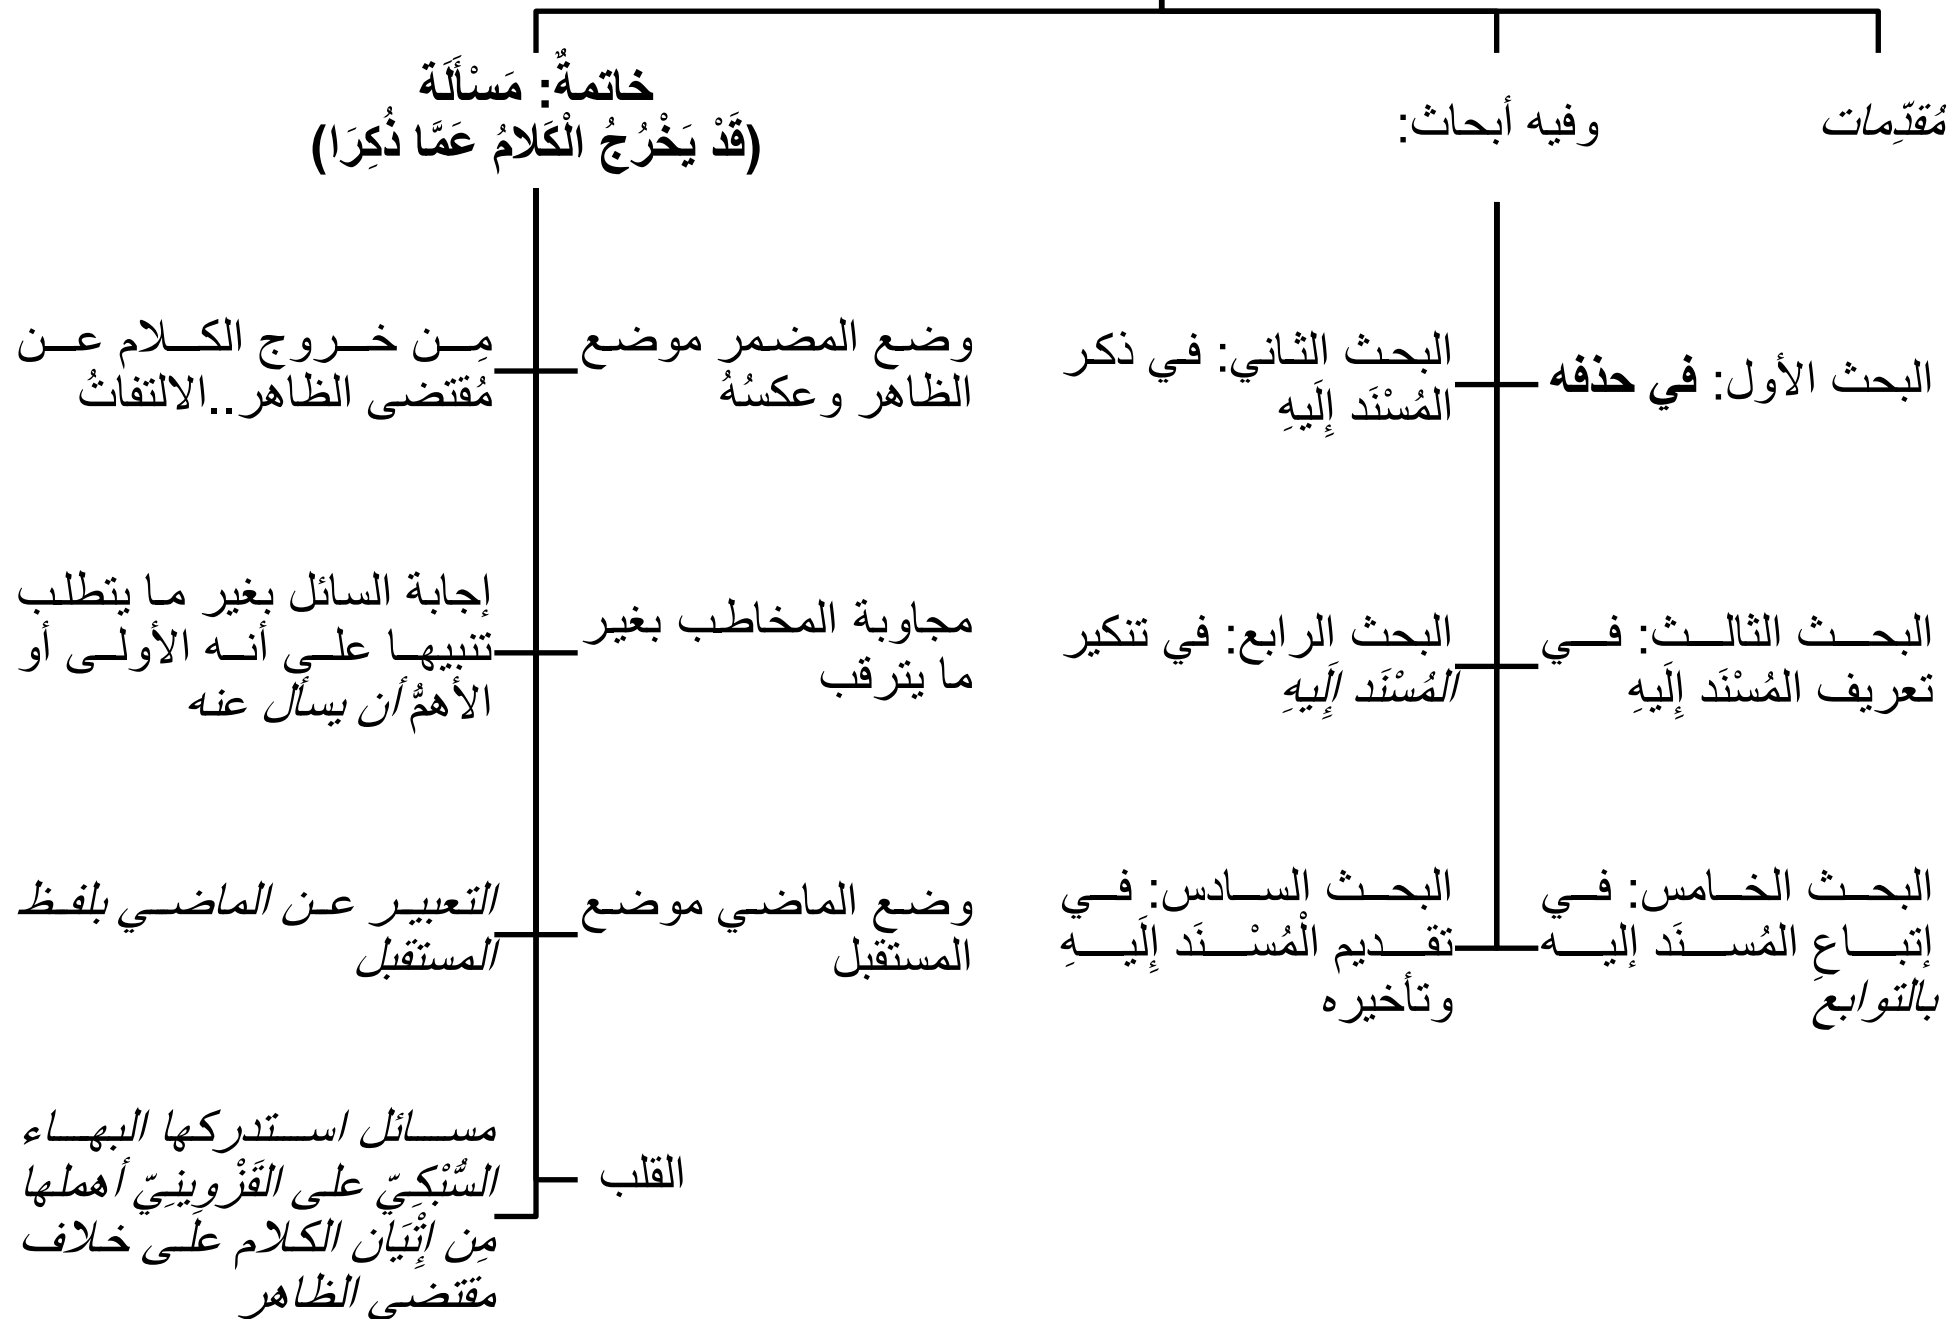 مُقدّمات
وفيه أبحاث:
البحث الأول: في حذفه
البحث الثاني: في ذكر
المُسْنَد إِلَيهِ
البحث الثالث: في
تعريف المُسْنَد إِلَيهِ
البحث الرابع: في تنكير
المُسْنَد إِلَيهِ
البحث الخامس: في
إتباعِ المُسنَد إليه
بالتوابع
البحث السادس: في
تقديم الْمُسْنَد إِلَيهِ
وتأخيره
خاتمةٌ: مَسْأَلَة
(قَدْ يَخْرُجُ الْكَلامُ عَمَّا ذُكِرَا)
وضع المضمر موضع
الظاهر وعكسُهُ
مِن خروج الكلام عن
مُقتضى الظاهر..الالتفاتُ
مجاوبة المخاطب بغير
ما يترقب
إجابة السائل بغير ما يتطلب
تنبيها علي أنه الأولى أو
الأهمُّ أن يسأل عنه
وضع الماضي موضع
المستقبل
التعبير عن الماضي بلفظ
المستقبل
القلب
مسائل استدركها البهاء
السُّبْكِيّ على القَزْوِينِيّ أهملها
مِن إِتْيَان الكلام علَى خلاف
مقتضى الظاهر